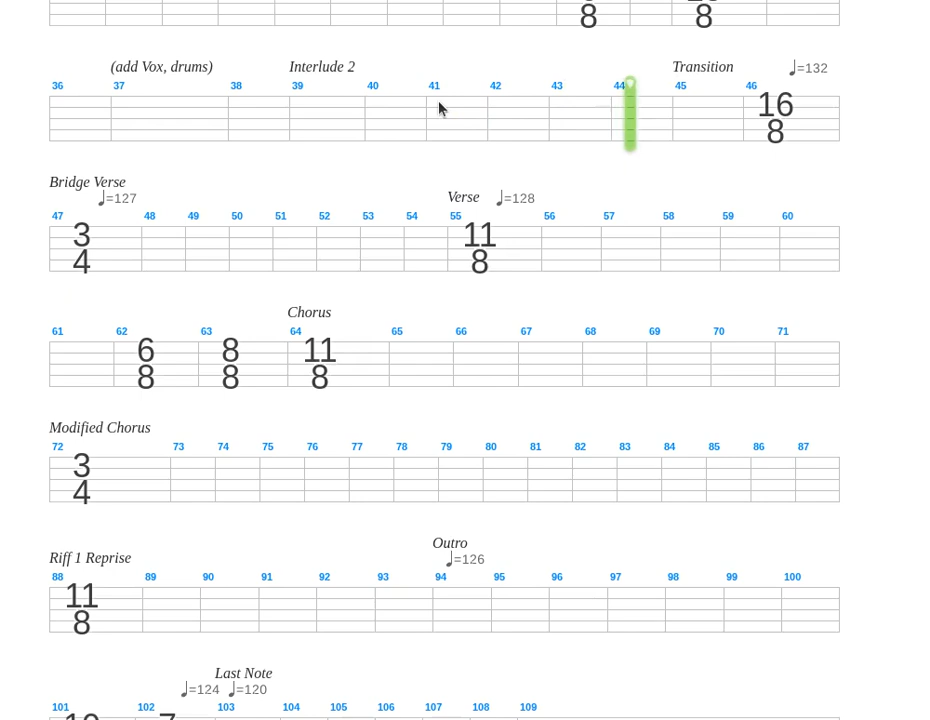 8 8
(add Vox, drums) Interlude 2 Transition ♩=132
36 37 38 39 40 41 42 43 44 45 46
16
8
Bridge Verse
♩=127 Verse ♩=128
47 48 49 50 51 52 53 54 55 56 57 58 59 60
3 11
4 8
Chorus
61 62 63 64 65 66 67 68 69 70 71
6 8 11
8 8 8
Modified Chorus
72 73 74 75 76 77 78 79 80 81 82 83 84 85 86 87
3
4
Outro
Riff 1 Reprise ♩=126
88 89 90 91 92 93 94 95 96 97 98 99 100
11
8
Last Note
♩=124 ♩=120
101 102 103 104 105 106 107 108 109